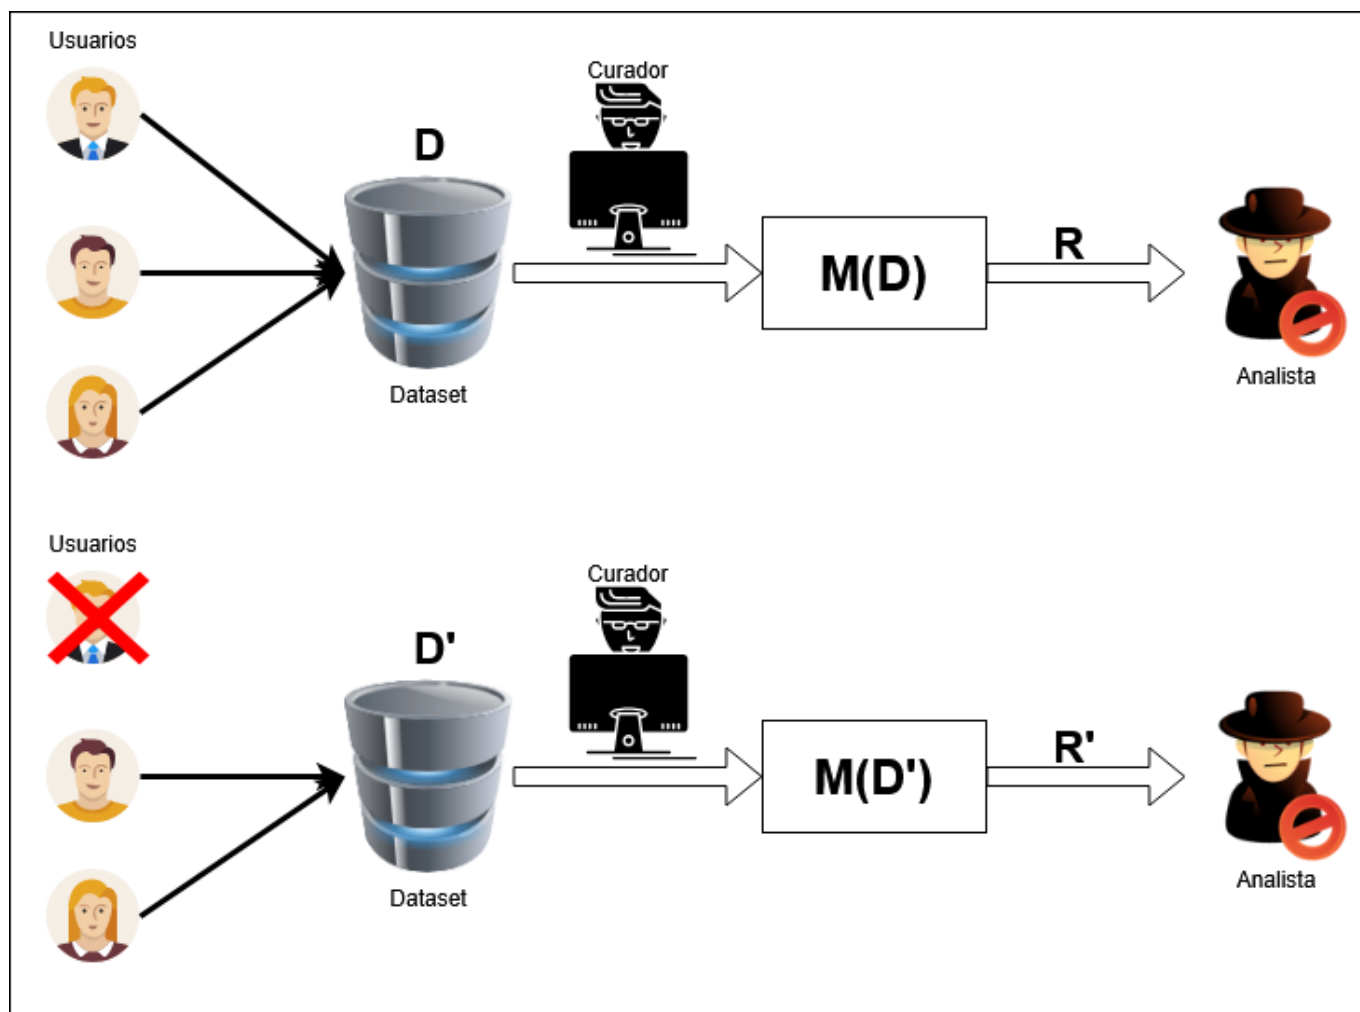 Usuarios
Curador
D
M(D)
R
Dataset
Analista
Usuarios
Curador
D'
M(D')
R'
Dataset
Analista